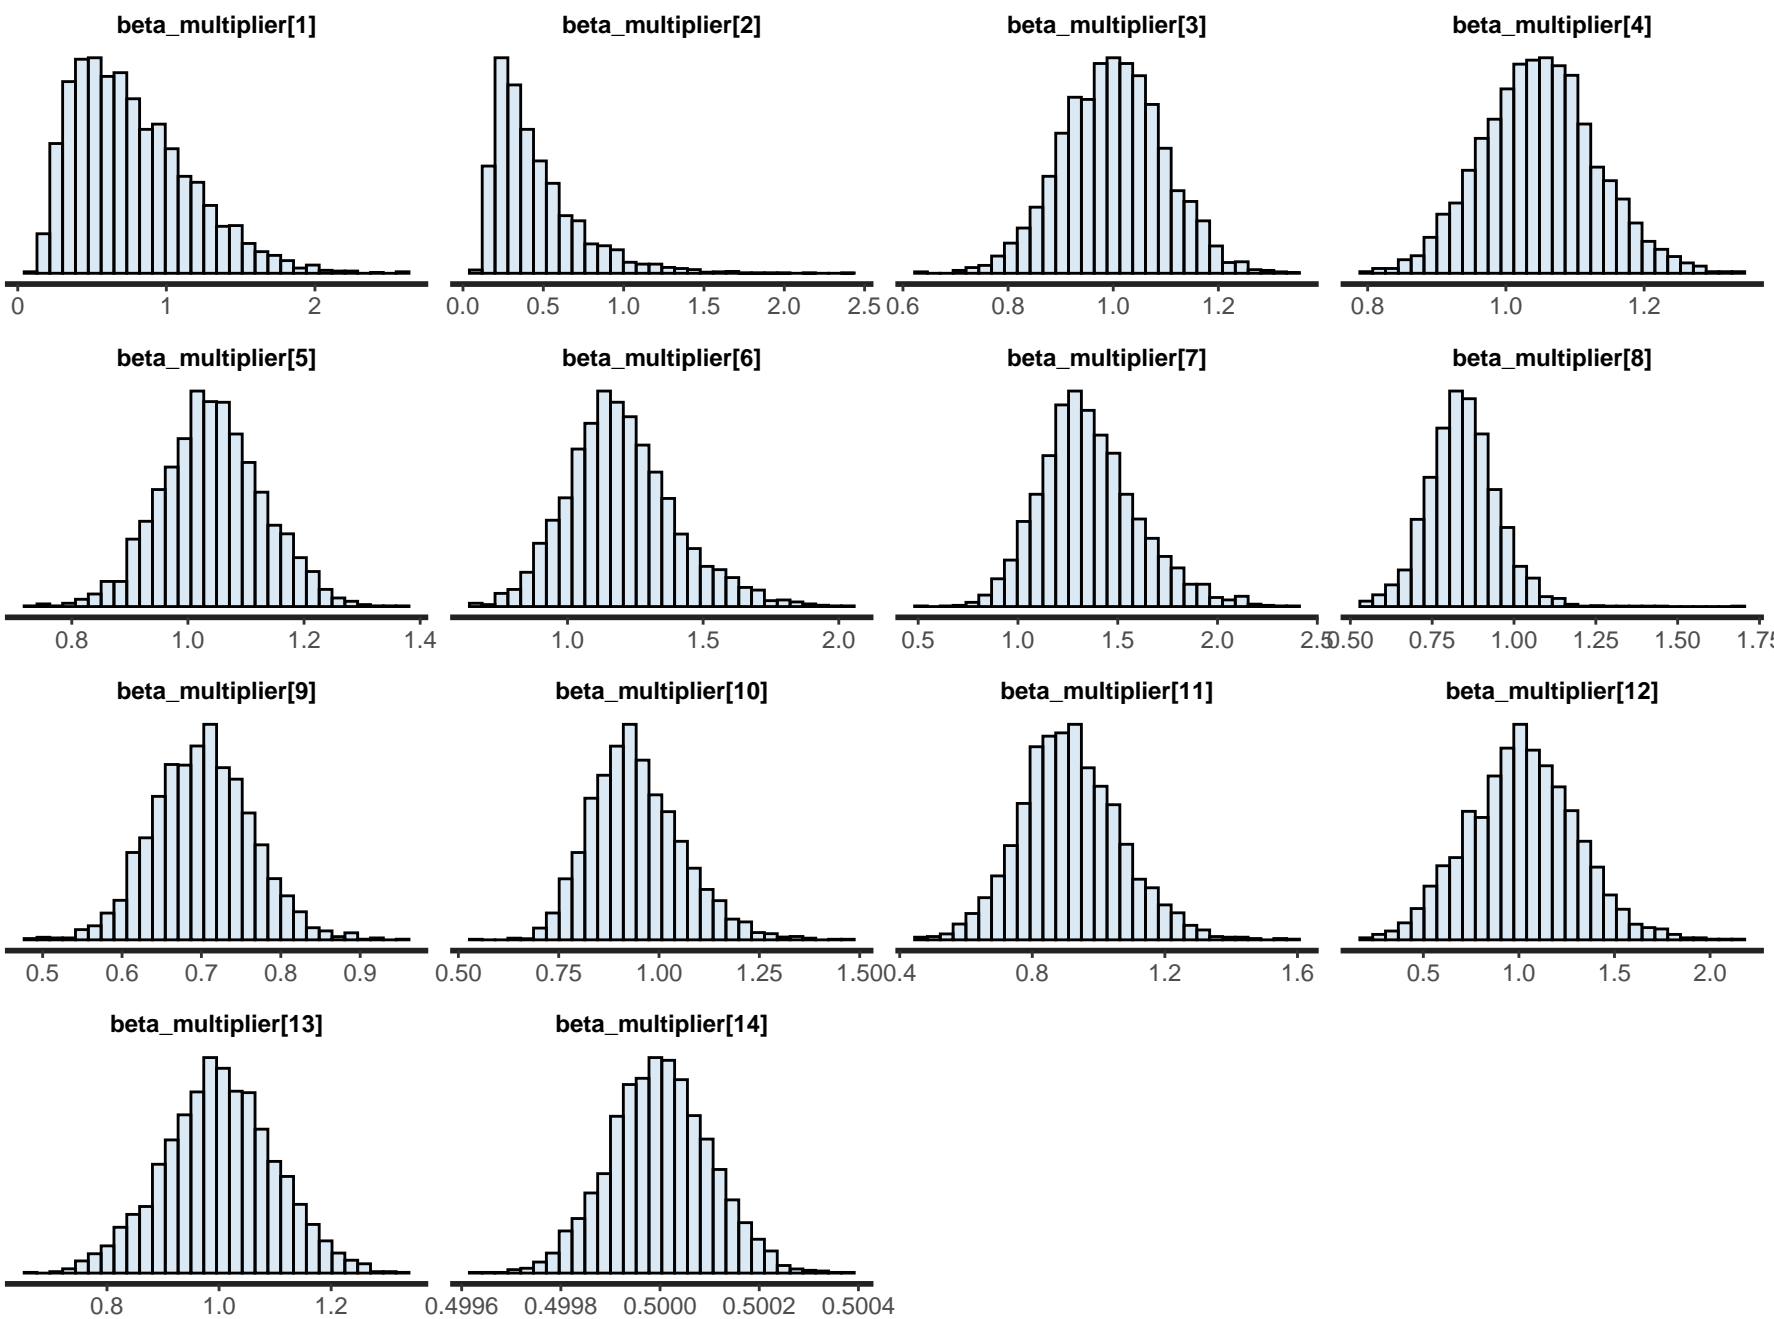 beta_multiplier[1] beta_multiplier[2] beta_multiplier[3] beta_multiplier[4]
0 1 2 0.0 0.5 1.0 1.5 2.0 2.5 0.6 0.8 1.0 1.2 0.8 1.0 1.2
beta_multiplier[5] beta_multiplier[6] beta_multiplier[7] beta_multiplier[8]
0.8 1.0 1.2 1.4 1.0 1.5 2.0 0.5 1.0 1.5 2.0 2.5 0.50 0.75 1.00 1.25 1.50 1.75
beta_multiplier[9] beta_multiplier[10] beta_multiplier[11] beta_multiplier[12]
0.5 0.6 0.7 0.8 0.9 0.50 0.75 1.00 1.25 1.50 0.4 0.8 1.2 1.6 0.5 1.0 1.5 2.0
beta_multiplier[13] beta_multiplier[14]
0.8 1.0 1.2 0.4996 0.4998 0.5000 0.5002 0.5004